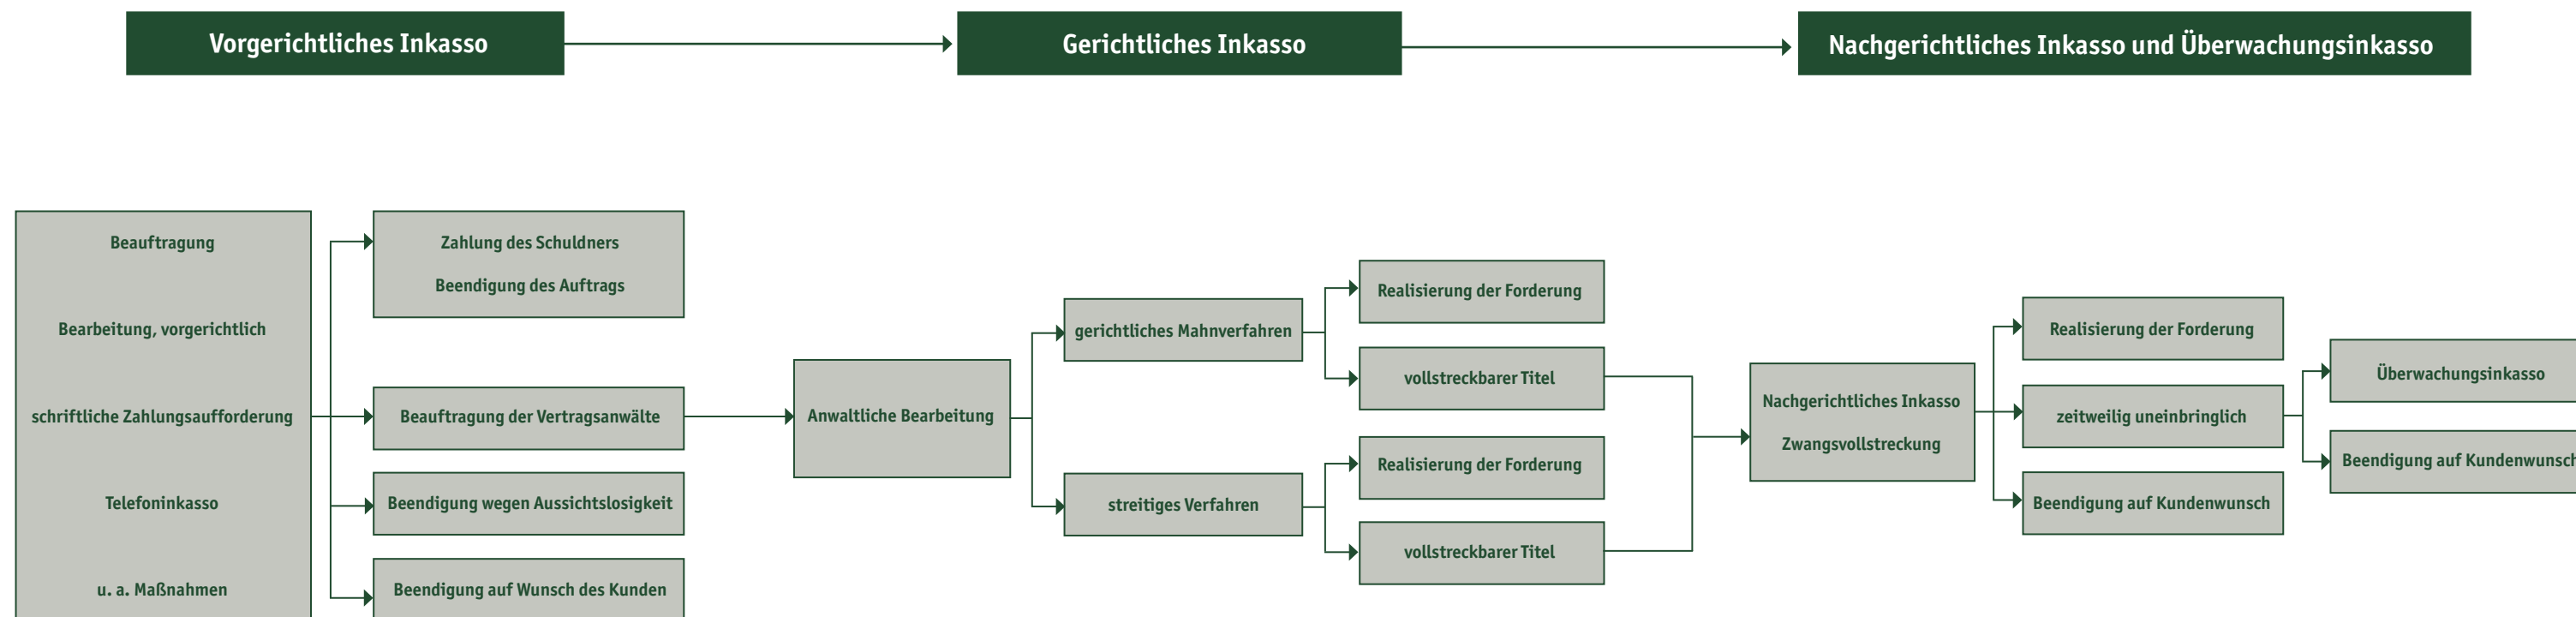 Vorgerichtliches Inkasso
Gerichtliches Inkasso
Nachgerichtliches Inkasso und Überwachungsinkasso
Beauftragung
Bearbeitung, vorgerichtlich
schriftliche Zahlungsaufforderung
Telefoninkasso
u. a. Maßnahmen
Zahlung des Schuldners
Beendigung des Auftrags
Beauftragung der Vertragsanwälte
Beendigung wegen Aussichtslosigkeit
Beendigung auf Wunsch des Kunden
Anwaltliche Bearbeitung
gerichtliches Mahnverfahren
streitiges Verfahren
Realisierung der Forderung
vollstreckbarer Titel
Realisierung der Forderung
vollstreckbarer Titel
Nachgerichtliches Inkasso
Zwangsvollstreckung
Realisierung der Forderung
zeitweilig uneinbringlich
Beendigung auf Kundenwunsch
Überwachungsinkasso
Beendigung auf Kundenwunsch